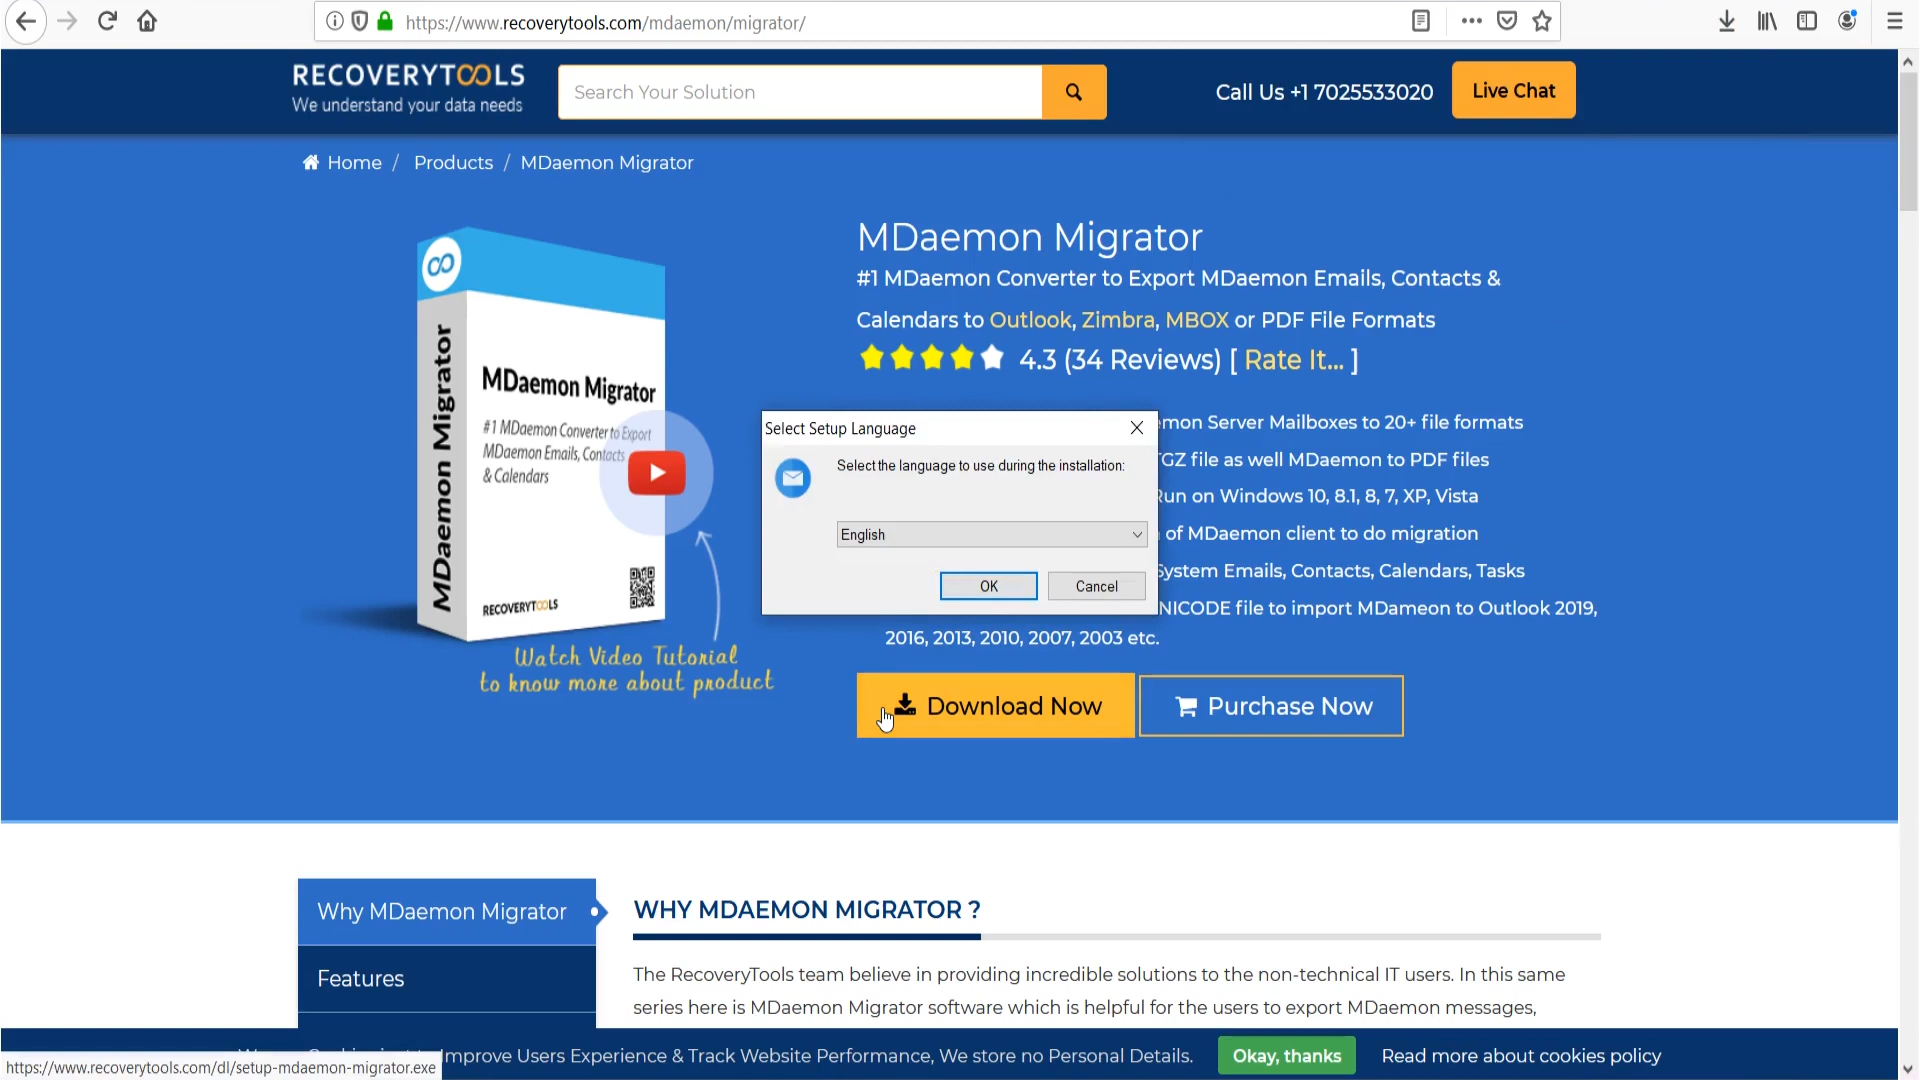 https://www.recoverytools.com/mdaemon/migrator/
RECOVERYTOOLS
We understand your data needs
Search Your Solution
Call Us +1 7025533020
Live Chat
Home / Products / MDaemon Migrator
MDaemon Migrator
#1 MDaemon Converter to Export MDaemon Emails, Contacts &
Calendars to Outlook, Zimbra, MBOX or PDF File Formats
4.3 (34 Reviews) [ Rate It... ]
MDaemon Migrator
MDaemon Migrator
#1 MDaemon Converter to Export
MDaemon Emails, Contacts
& Calendars
RECOVERYTOOLS
Watch Video Tutorial
to know more about product
Select Setup Language
Select the language to use during the installation:
English
OK
Cancel
Server Mailboxes to 20+ file formats
file as well MDaemon to PDF files
on Windows 10, 8.1, 8, 7, XP, Vista
of MDaemon client to do migration
Emails, Contacts, Calendars, Tasks
file to import MDameon to Outlook 2019,
2016, 2013, 2010, 2007, 2003 etc.
Download Now
Purchase Now
Why MDaemon Migrator
Features
WHY MDAEMON MIGRATOR ?
The RecoveryTools team believe in providing incredible solutions to the non-technical IT users. In this same
series here is MDaemon Migrator software which is helpful for the users to export MDaemon messages,
Improve Users Experience & Track Website Performance, We store no Personal Details.
Okay, thanks
Read more about cookies policy
https://www.recoverytools.com/dl/setup-mdaemon-migrator.exe